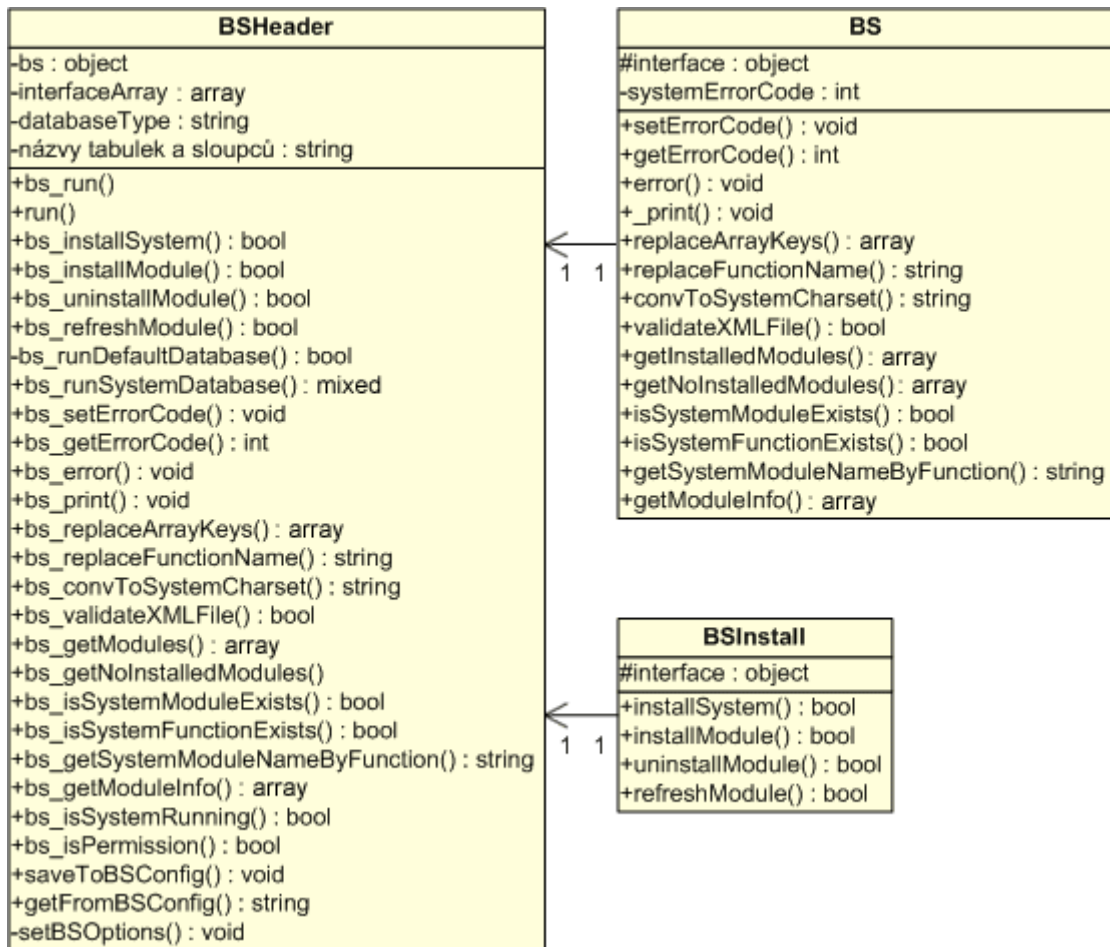 BSHeader
-bs : object
-interfaceArray : array
-databaseType : string
-názvy tabulek a sloupců : string
+bs_run()
+run()
+bs_installSystem() : bool
+bs_installModule() : bool
+bs_uninstallModule() : bool
+bs_refreshModule() : bool
-bs_runDefaultDatabase() : bool
+bs_runSystemDatabase() : mixed
+bs_setErrorCode() : void
+bs_getErrorCode() : int
+bs_error() : void
+bs_print() : void
+bs_replaceArrayKeys() : array
+bs_replaceFunctionName() : string
+bs_convToSystemCharset() : string
+bs_validateXMLFile() : bool
+bs_getModules() : array
+bs_getNoInstalledModules()
+bs_isSystemModuleExists() : bool
+bs_isSystemFunctionExists() : bool
+bs_getSystemModuleNameByFunction() : string
+bs_getModuleInfo() : array
+bs_isSystemRunning() : bool
+bs_isPermission() : bool
+saveToBSConfig() : void
+getFromBSConfig() : string
-setBSOptions() : void
1 1
1 1
BS
#interface : object
-systemErrorCode : int
+setErrorCode() : void
+getErrorCode() : int
+error() : void
+_print() : void
+replaceArrayKeys() : array
+replaceFunctionName() : string
+convToSystemCharset() : string
+validateXMLFile() : bool
+getInstalledModules() : array
+getNoInstalledModules() : array
+isSystemModuleExists() : bool
+isSystemFunctionExists() : bool
+getSystemModuleNameByFunction() : string
+getModuleInfo() : array
BSInstall
#interface : object
+installSystem() : bool
+installModule() : bool
+uninstallModule() : bool
+refreshModule() : bool